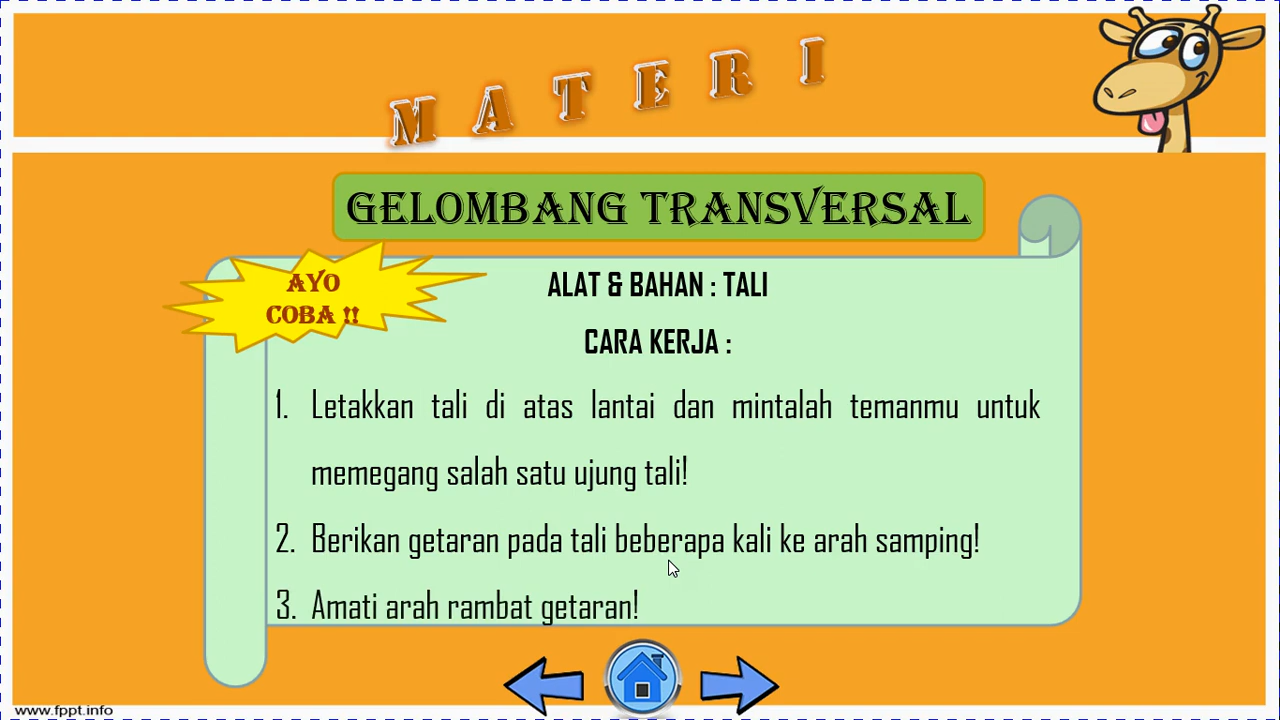 MATERI
GELOMBANG TRANSVERSAL
AYO
COBA !!
ALAT & BAHAN : TALI
CARA KERJA :
1. Letakkan tali di atas lantai dan mintalah temanmu untuk
memegang salah satu ujung tali!
2. Berikan getaran pada tali beberapa kali ke arah samping!
3. Amati arah rambat getaran!
www.fppt.info